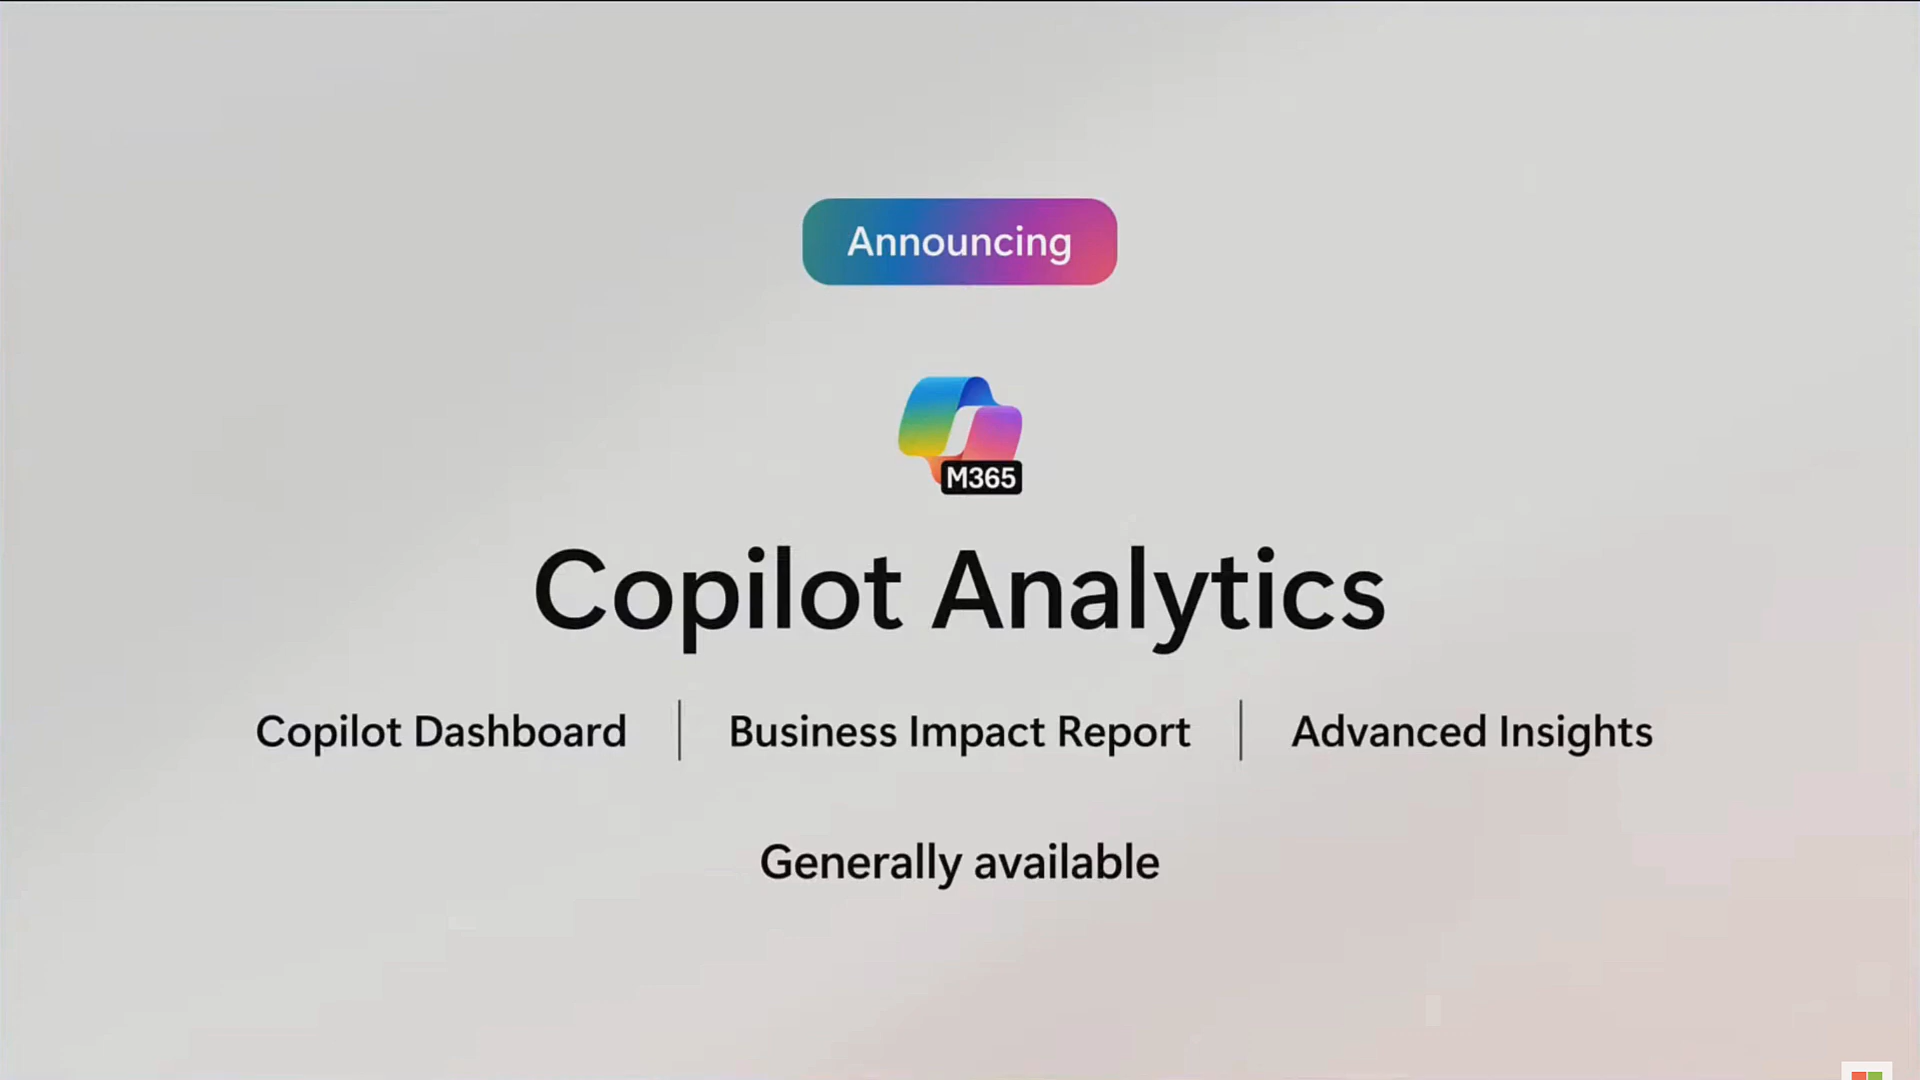 Announcing
M365
Copilot Analytics
Copilot Dashboard | Business Impact Report | Advanced Insights
Generally available